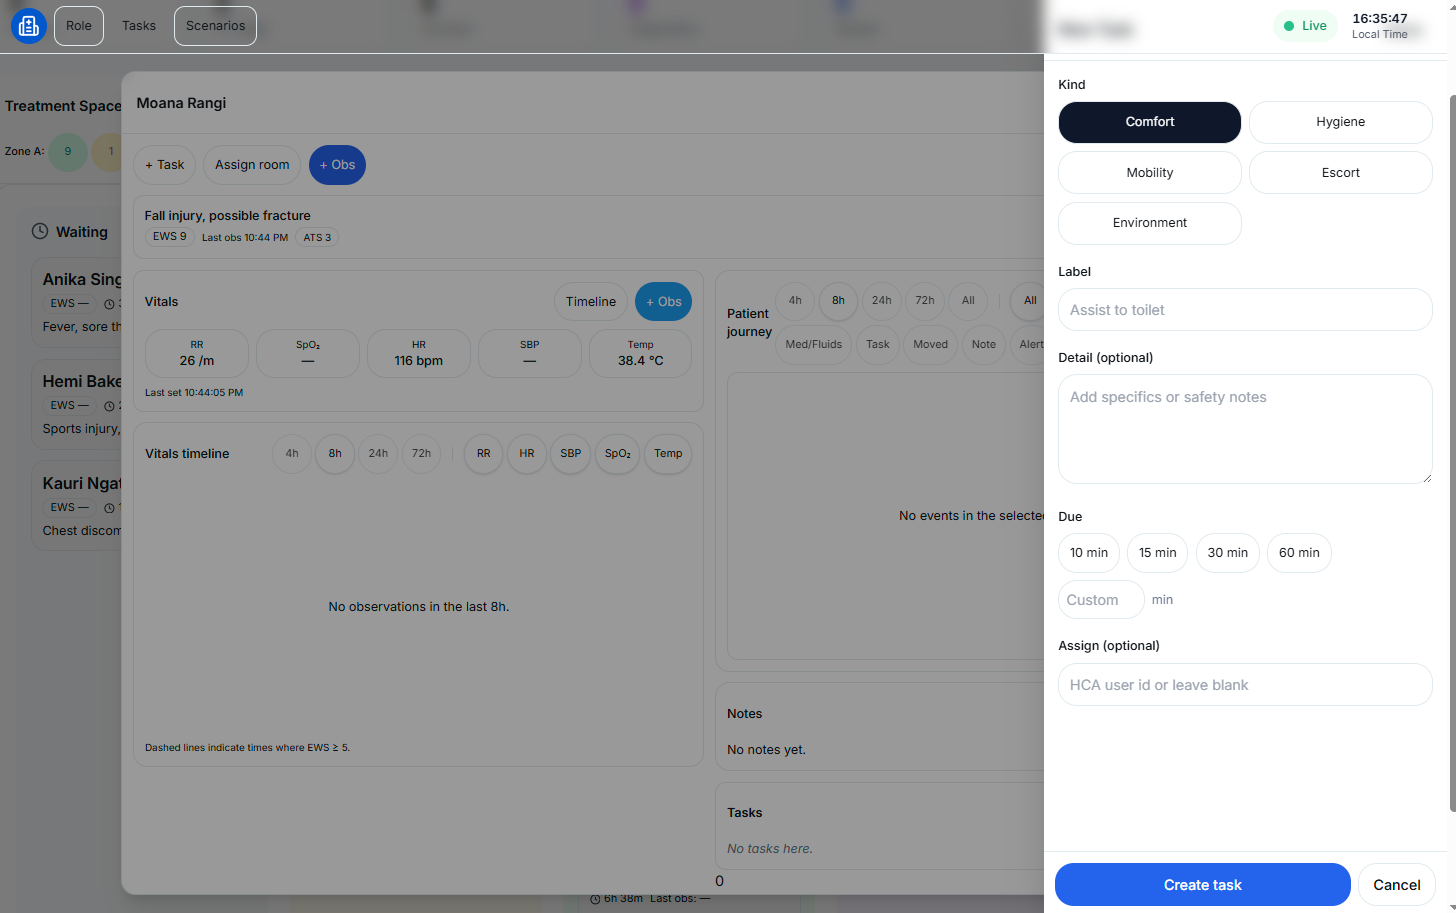 Role
Tasks
Scenarios
Live
16:35:47
Local Time
Treatment Space
Zone A:
9
1
Waiting
Anika Sing
EWS —
Fever, sore th
Hemi Bake
EWS —
Sports injury,
Kauri Ngat
EWS —
Chest discom
Moana Rangi
+ Task
Assign room
+ Obs
Fall injury, possible fracture
EWS 9
Last obs 10:44 PM
ATS 3
Vitals
Timeline
+ Obs
RR
26 /m
SpO₂
—
HR
116 bpm
SBP
—
Temp
38.4 °C
Last set 10:44:05 PM
Vitals timeline
4h
8h
24h
72h
RR
HR
SBP
SpO₂
Temp
No observations in the last 8h.
Dashed lines indicate times where EWS ≥ 5.
Patient
journey
4h
8h
24h
72h
All
All
Med/Fluids
Task
Moved
Note
Alert
No events in the selecte
Notes
No notes yet.
Tasks
No tasks here.
0
6h 38m Last obs: —
Kind
Comfort
Hygiene
Mobility
Escort
Environment
Label
Assist to toilet
Detail (optional)
Add specifics or safety notes
Due
10 min
15 min
30 min
60 min
Custom
min
Assign (optional)
HCA user id or leave blank
Create task
Cancel